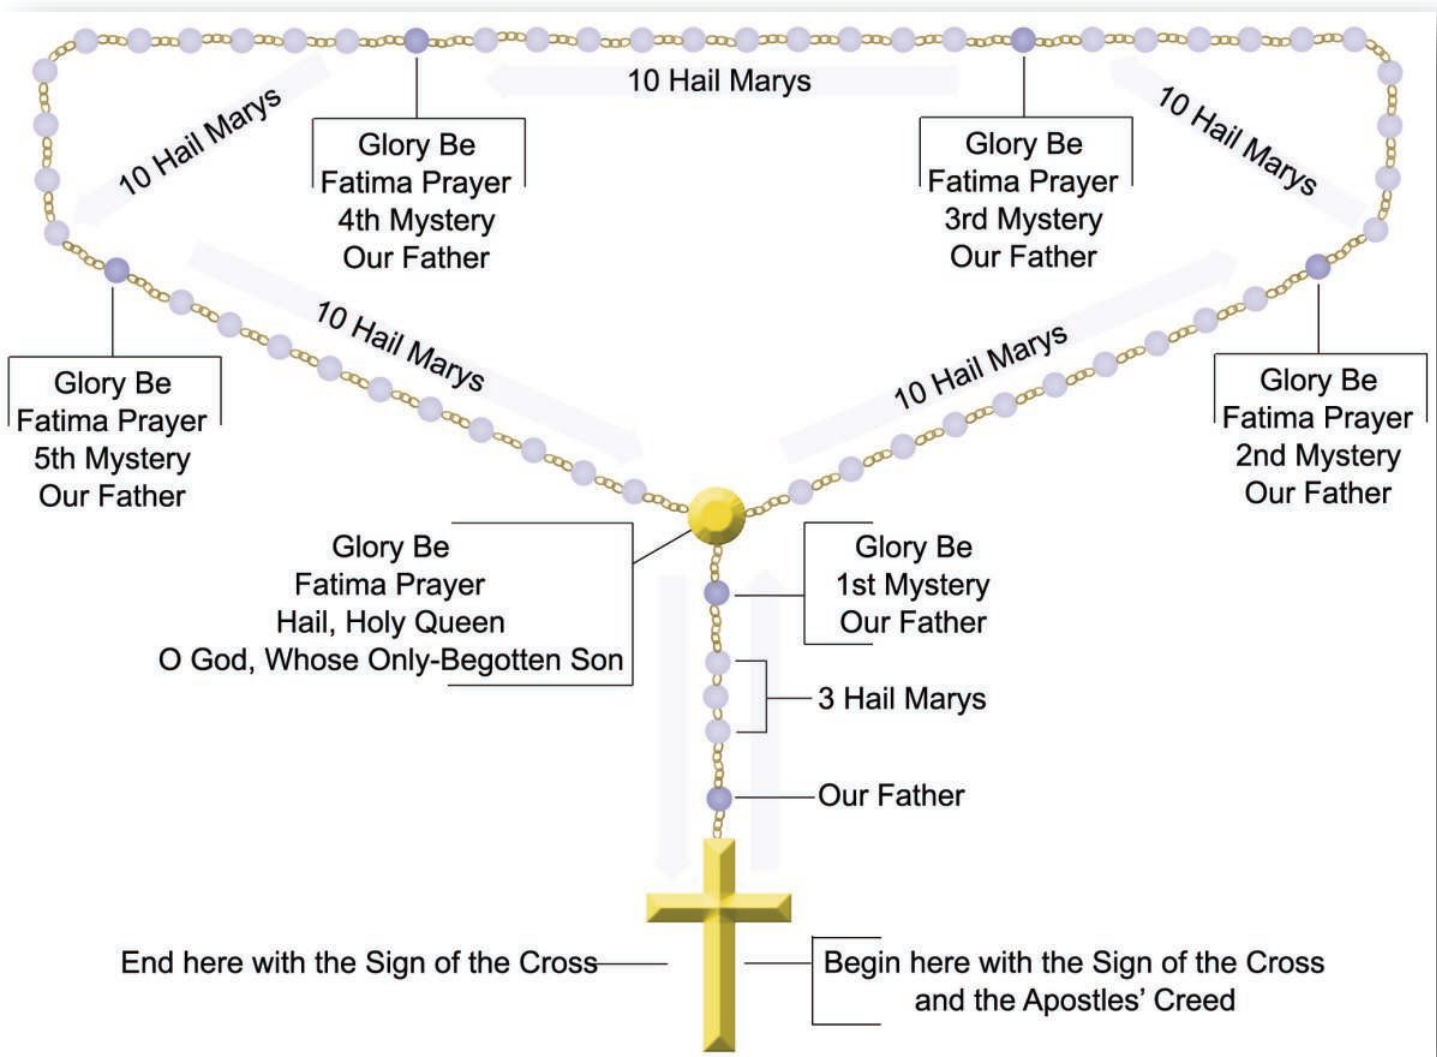 10 Hail Marys
10 Hail Marys
10 Hail Marys
Glory Be
Fatima Prayer
4th Mystery
Our Father
Glory Be
Fatima Prayer
3rd Mystery
Our Father
10 Hail Marys
10 Hail Marys
Glory Be
Fatima Prayer
5th Mystery
Our Father
Glory Be
Fatima Prayer
2nd Mystery
Our Father
Glory Be
Fatima Prayer
Hail, Holy Queen
O God, Whose Only-Begotten Son
Glory Be
1st Mystery
Our Father
3 Hail Marys
Our Father
End here with the Sign of the Cross
Begin here with the Sign of the Cross
and the Apostles’ Creed